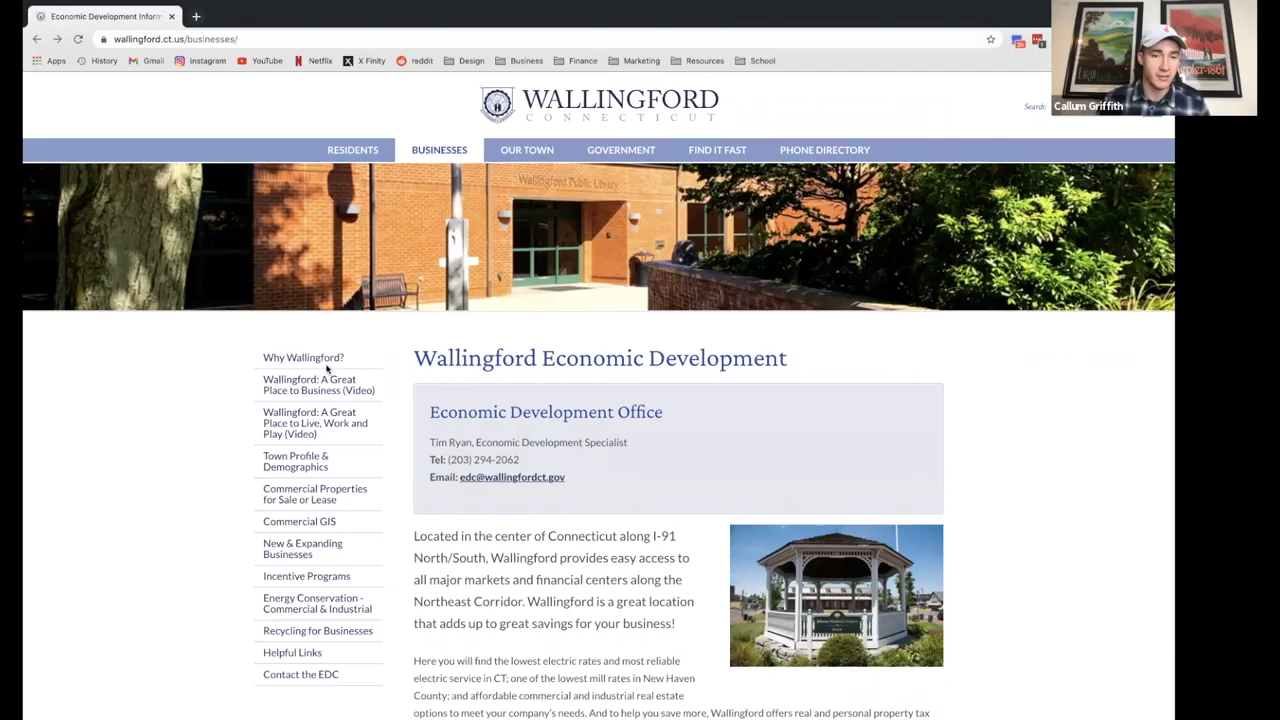 Economic Development Inform
wallingford.ct.us/businesses/
Apps History Gmail Instagram YouTube Netflix X Finity reddit Design Business Finance Marketing Resources School
Callum Griffith
WALLINGFORD
CONNECTICUT
Search:
RESIDENTS BUSINESSES OUR TOWN GOVERNMENT FIND IT FAST PHONE DIRECTORY
Wallingford Public Library
Why Wallingford?
Wallingford: A Great
Place to Business (Video)
Wallingford: A Great
Place to Live, Work and
Play (Video)
Town Profile &
Demographics
Commercial Properties
for Sale or Lease
Commercial GIS
New & Expanding
Businesses
Incentive Programs
Energy Conservation -
Commercial & Industrial
Recycling for Businesses
Helpful Links
Contact the EDC
Wallingford Economic Development
Economic Development Office
Tim Ryan, Economic Development Specialist
Tel: (203) 294-2062
Email: edc@wallingfordct.gov
Located in the center of Connecticut along I-91
North/South, Wallingford provides easy access to
all major markets and financial centers along the
Northeast Corridor. Wallingford is a great location
that adds up to great savings for your business!
Here you will find the lowest electric rates and most reliable
electric service in CT; one of the lowest mill rates in New Haven
County; and affordable commercial and industrial real estate
options to meet your company's needs. And to help you save more, Wallingford offers real and personal property tax